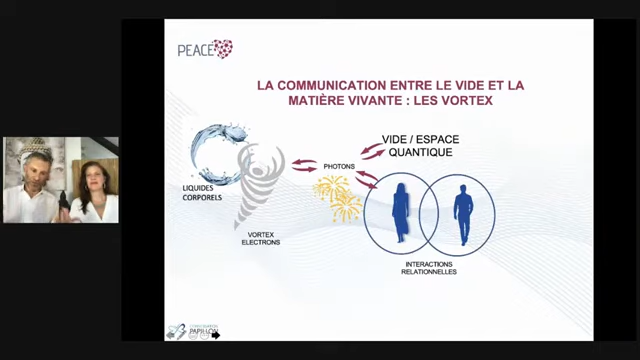 PEACE
LA COMMUNICATION ENTRE LE VIDE ET LA
MATIÈRE VIVANTE : LES VORTEX
VIDE / ESPACE
QUANTIQUE
PHOTONS
LIQUIDES
CORPORELS
VORTEX
ELECTRONS
INTERACTIONS
RELATIONNELLES
PAPILLON